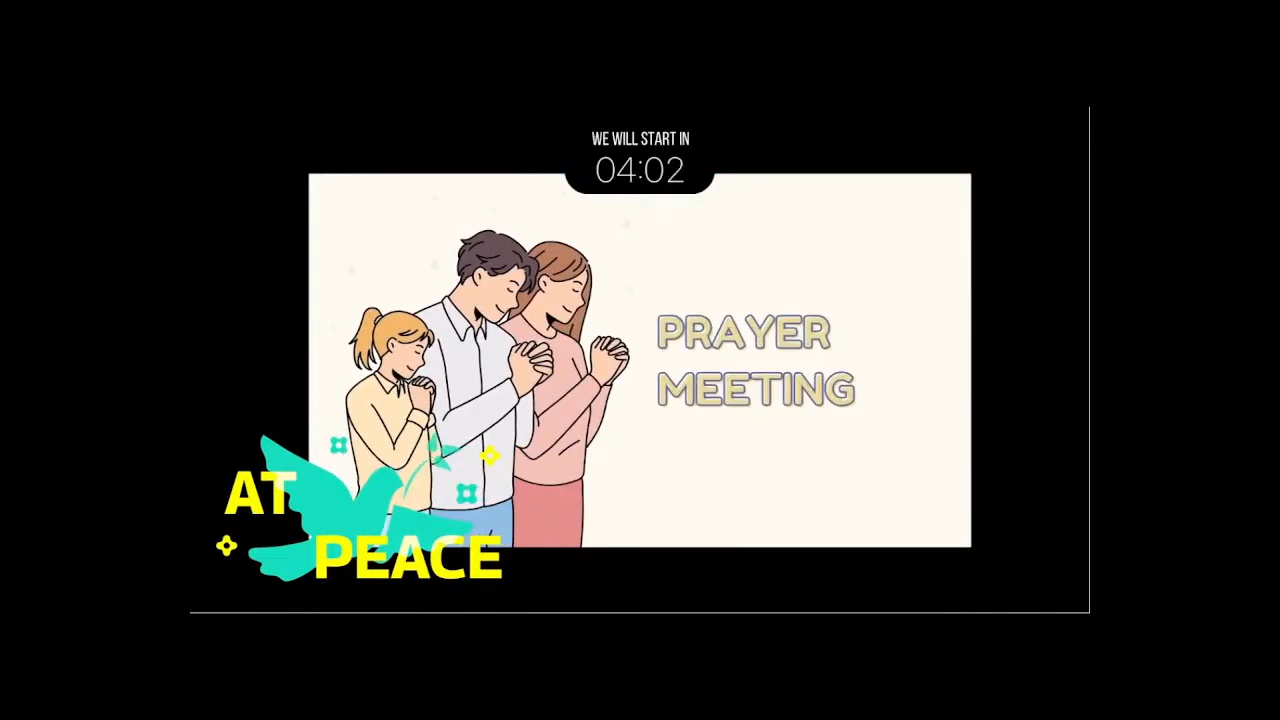 WE WILL START IN
04:02
PRAYER
MEETING
AT
PEACE